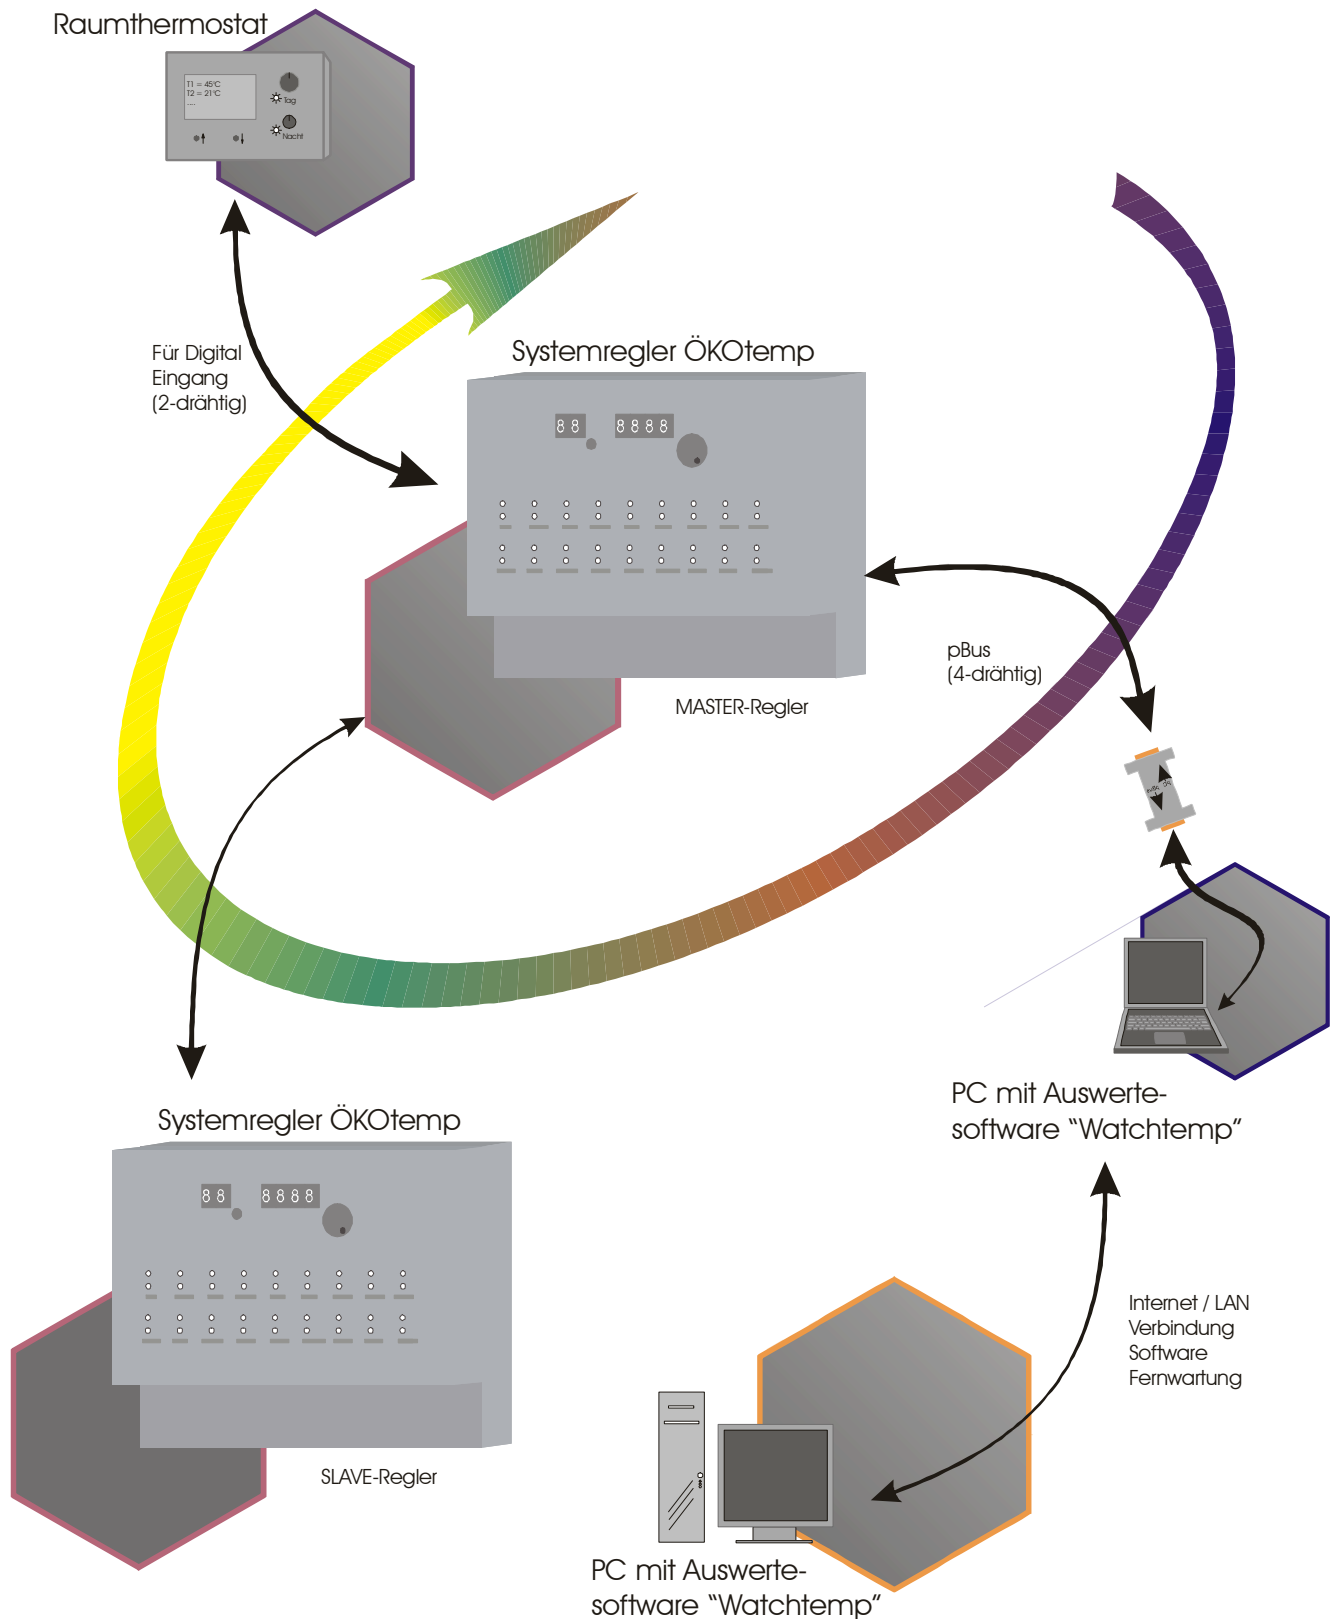 Raumthermostat
T1 = 45°C
T2 = 21°C
....
Tag
Nacht
Für Digital
Eingang
(2-drähtig)
Systemregler ÖKOtemp
88 8888
pBus
(4-drähtig)
MASTER-Regler
Systemregler ÖKOtemp
88 8888
SLAVE-Regler
PC mit Auswerte-
software "Watchtemp"
Internet / LAN
Verbindung
Software
Fernwartung
PC mit Auswerte-
software "Watchtemp"